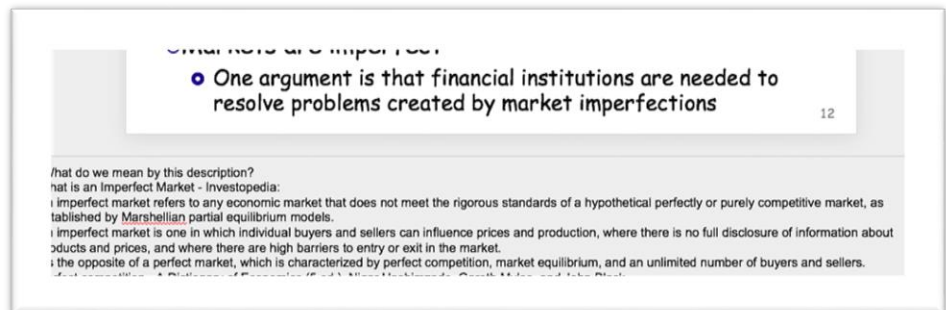 Markets are imperfect
One argument is that financial institutions are needed to
resolve problems created by market imperfections
12
hat do we mean by this description?
hat is an Imperfect Market - Investopedia:
imperfect market refers to any economic market that does not meet the rigorous standards of a hypothetical perfectly or purely competitive market, as
tablished by Marshellian partial equilibrium models.
imperfect market is one in which individual buyers and sellers can influence prices and production, where there is no full disclosure of information about
oducts and prices, and where there are high barriers to entry or exit in the market.
the opposite of a perfect market, which is characterized by perfect competition, market equilibrium, and an unlimited number of buyers and sellers.